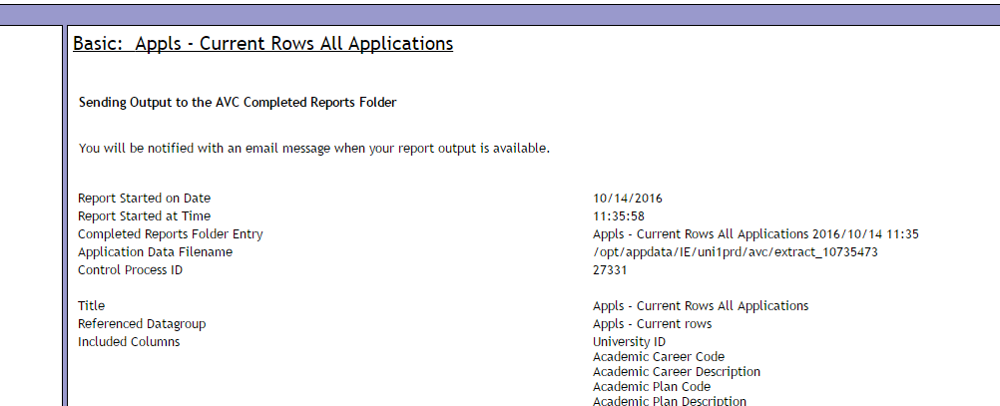 Basic:  Appls - Current Rows All Applications
Sending Output to the AVC Completed Reports Folder
You will be notified with an email message when your report output is available.
Report Started on Date 10/14/2016
Report Started at Time 11:35:58
Completed Reports Folder Entry Appls - Current Rows All Applications 2016/10/14 11:35
Application Data Filename /opt/appdata/IE/uni1prd/avc/extract_10735473
Control Process ID 27331
Title Appls - Current Rows All Applications
Referenced Datagroup Appls - Current rows
Included Columns University ID
Academic Career Code
Academic Career Description
Academic Plan Code
Academic Plan Description